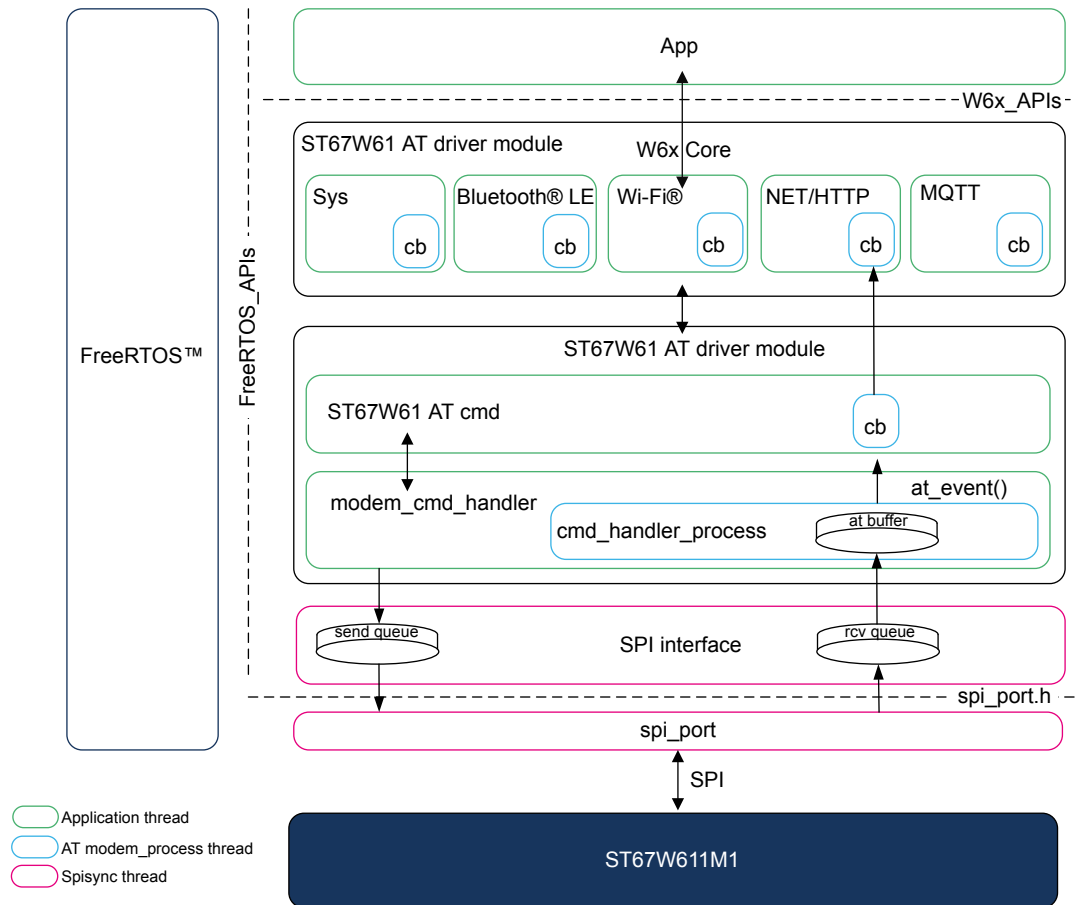 App
W6x_APIs
ST67W61 AT driver module
W6x Core
Sys
Bluetooth® LE
Wi-Fi®
NET/HTTP
MQTT
cb
cb
cb
cb
cb
FreeRTOS_APIs
FreeRTOS™
ST67W61 AT driver module
ST67W61 AT cmd
cb
modem_cmd_handler
at_event()
cmd_handler_process
at buffer
send queue
SPI interface
rcv queue
spi_port.h
spi_port
SPI
Application thread
AT modem_process thread
Spisync thread
ST67W611M1